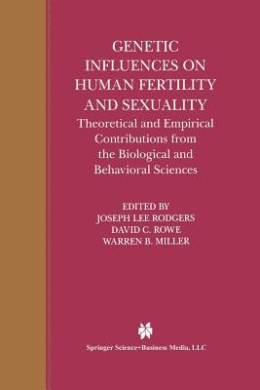 GENETIC
INFLUENCES ON
HUMAN FERTILITY
AND SEXUALITY
Theoretical and Empirical
Contributions from
the Biological and
Behavioral Sciences
EDITED BY
JOSEPH LEE RODGERS
DAVID C. ROWE
WARREN B. MILLER
Springer Science+Business Media, LLC